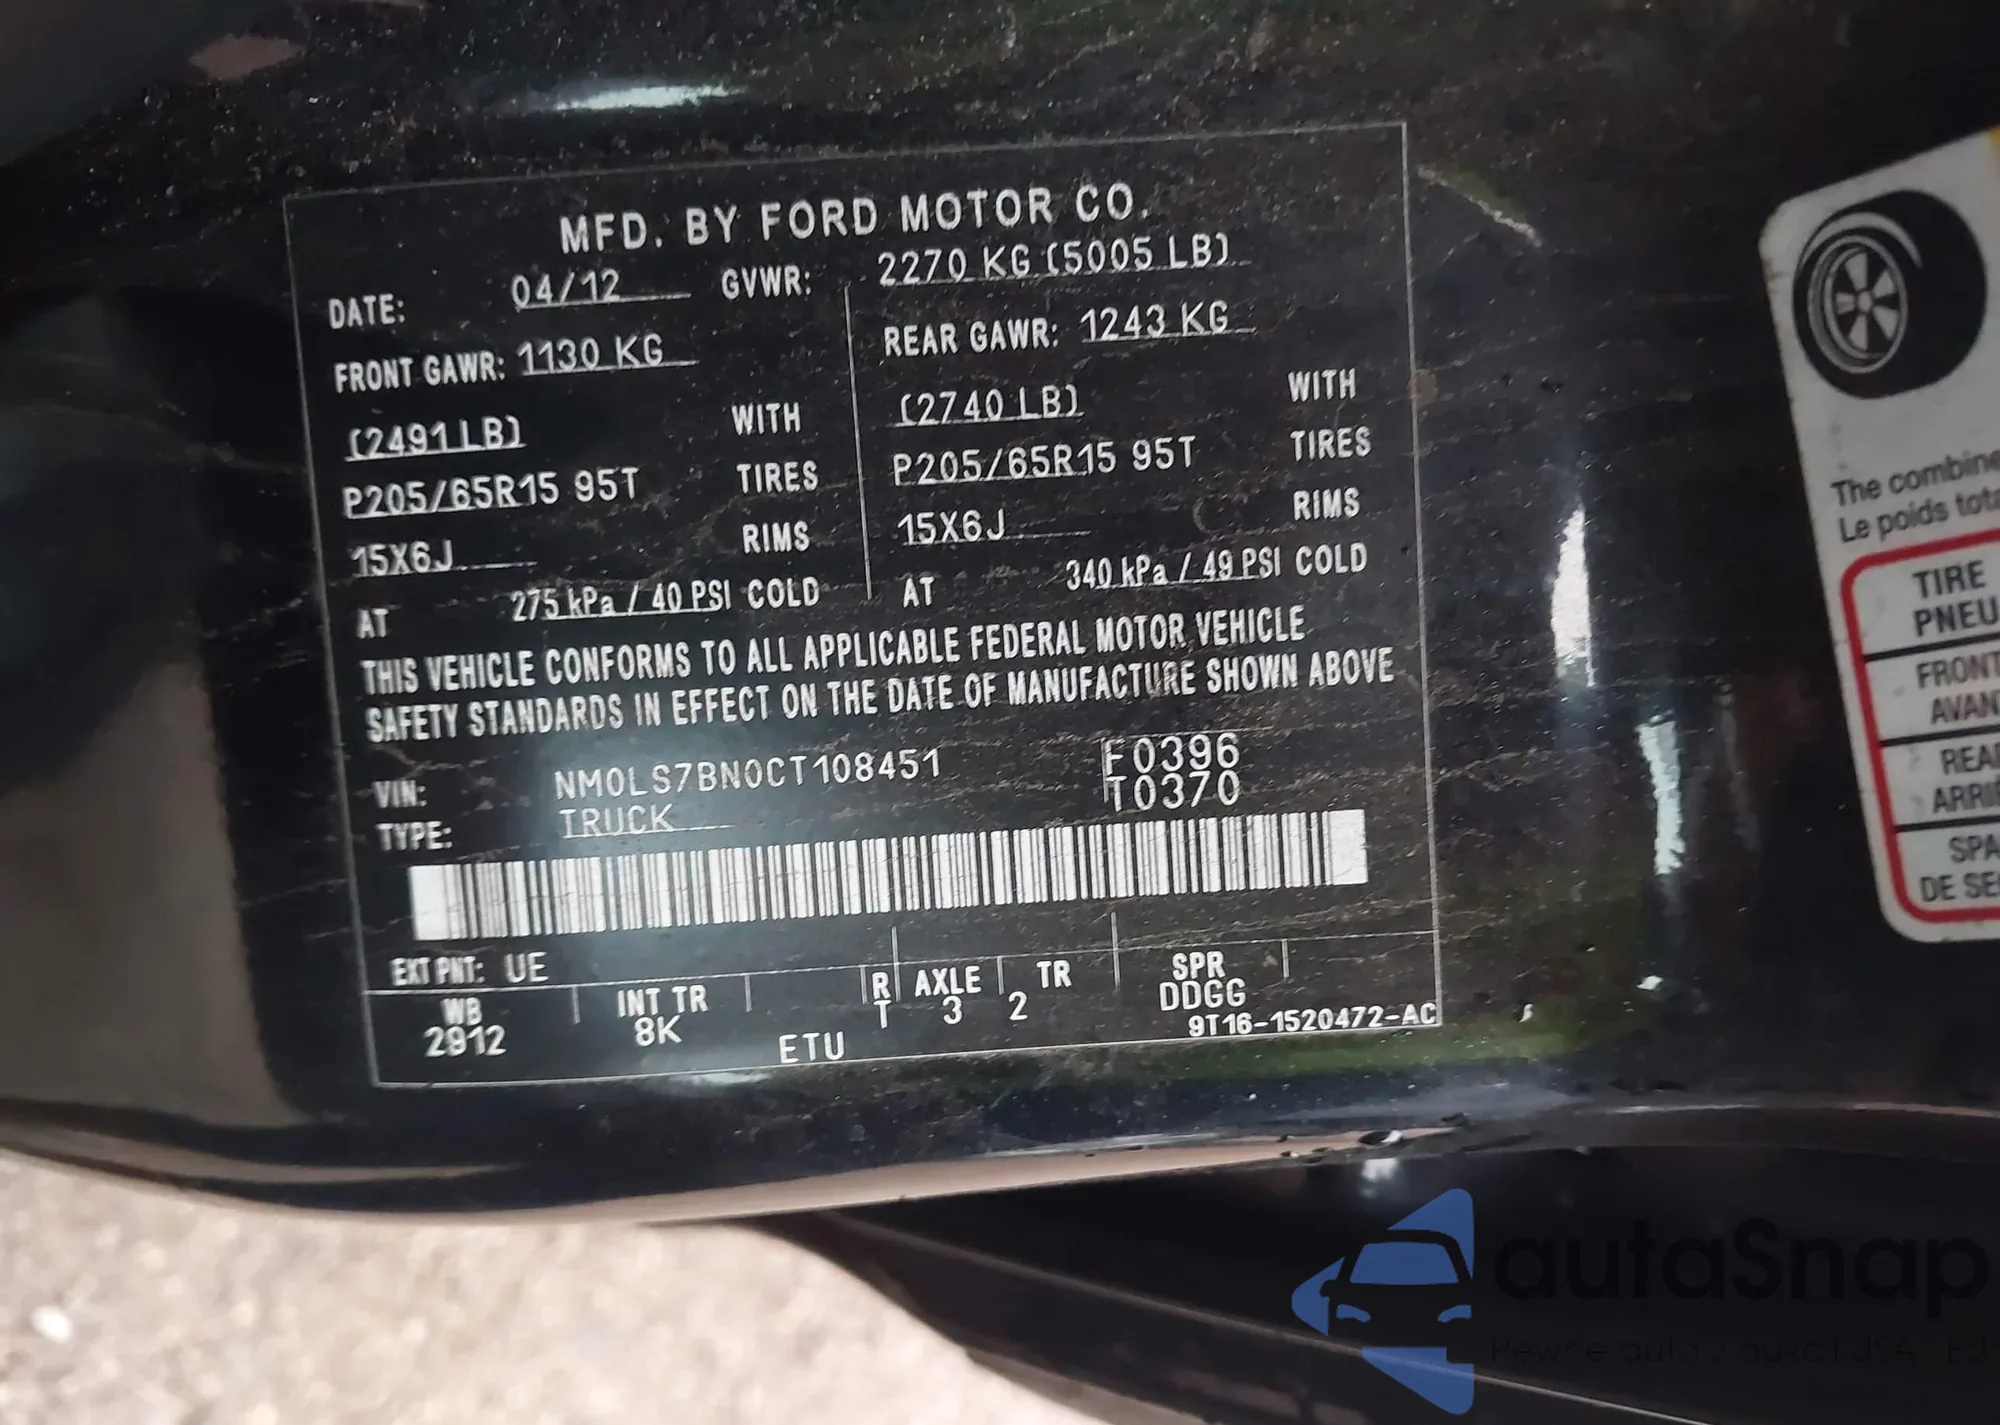 MFD. BY FORD MOTOR CO.
DATE: 04/12 GVWR: 2270 KG (5005 LB)
FRONT GAWR: 1130 KG REAR GAWR: 1243 KG
(2491 LB) WITH (2740 LB) WITH
P205/65R15 95T TIRES P205/65R15 95T TIRES
15X6J RIMS 15X6J RIMS
AT 275 kPa / 40 PSI COLD AT 340 kPa / 49 PSI COLD
THIS VEHICLE CONFORMS TO ALL APPLICABLE FEDERAL MOTOR VEHICLE
SAFETY STANDARDS IN EFFECT ON THE DATE OF MANUFACTURE SHOWN ABOVE
VIN: NM0LS7BN0CT108451 F0396
TYPE: TRUCK T0370
EXT PNT: UE
WB INT TR R AXLE TR SPR
2912 8K T 3 2 DDGG
ETU 9T16-1520472-AC
The combine
Le poids tota
TIRE
PNEU
FRONT
AVAN
REAR
ARRIÈ
SPA
DE SE
autaSnap